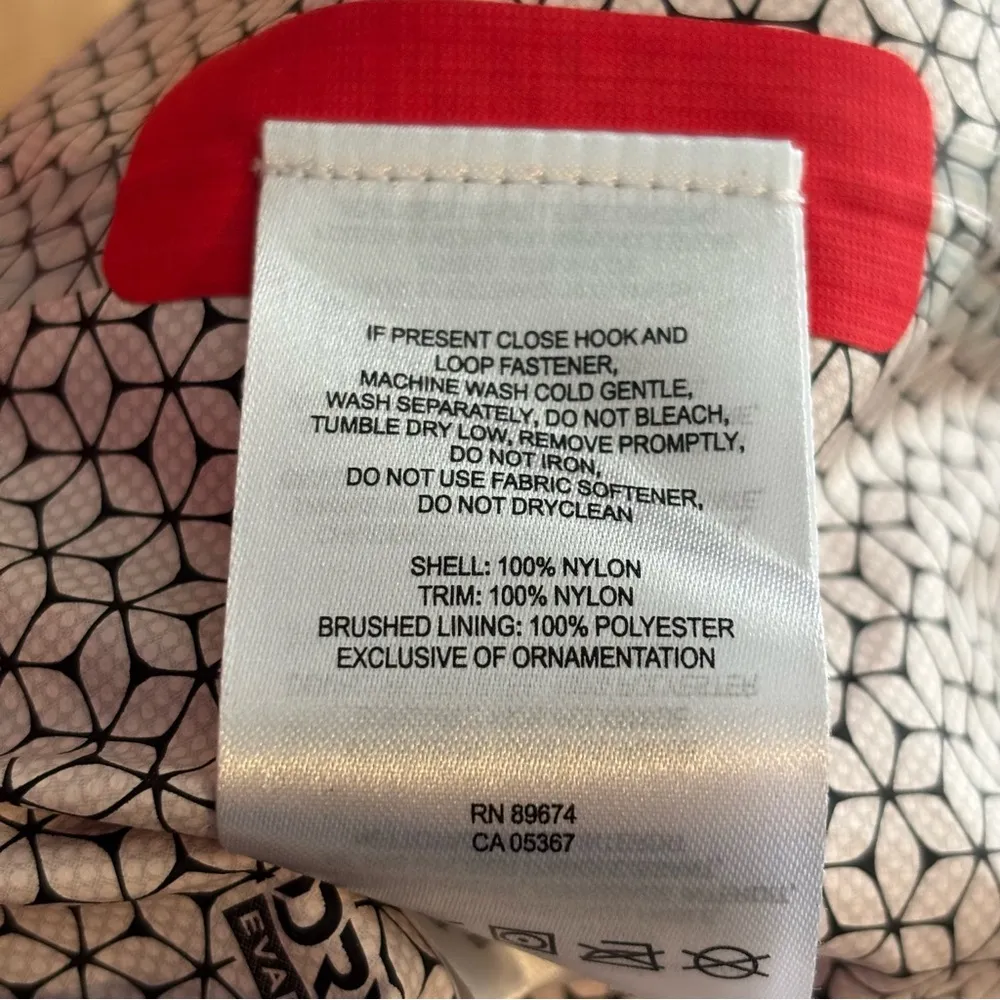 IF PRESENT CLOSE HOOK AND
LOOP FASTENER,
MACHINE WASH COLD GENTLE,
WASH SEPARATELY, DO NOT BLEACH,
TUMBLE DRY LOW, REMOVE PROMPTLY,
DO NOT IRON,
DO NOT USE FABRIC SOFTENER,
DO NOT DRYCLEAN
SHELL: 100% NYLON
TRIM: 100% NYLON
BRUSHED LINING: 100% POLYESTER
EXCLUSIVE OF ORNAMENTATION
RN 89674
CA 05367